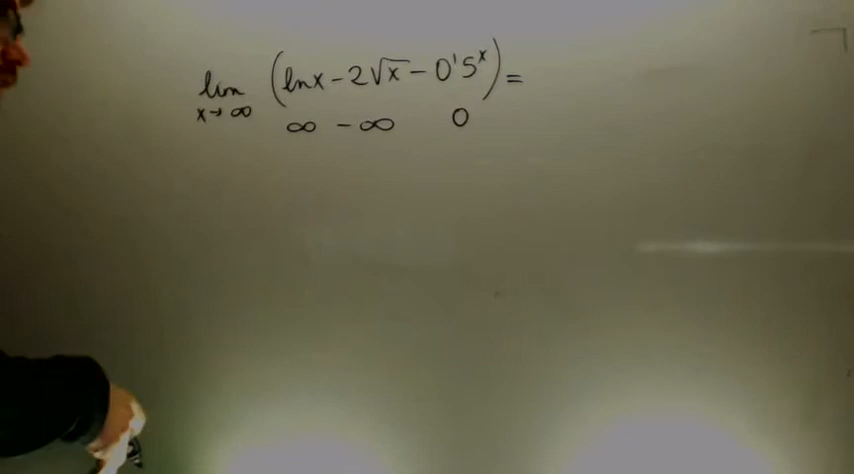 lim (lnx - 2√x - 0'5^x) =
x→∞
∞ - ∞ 0